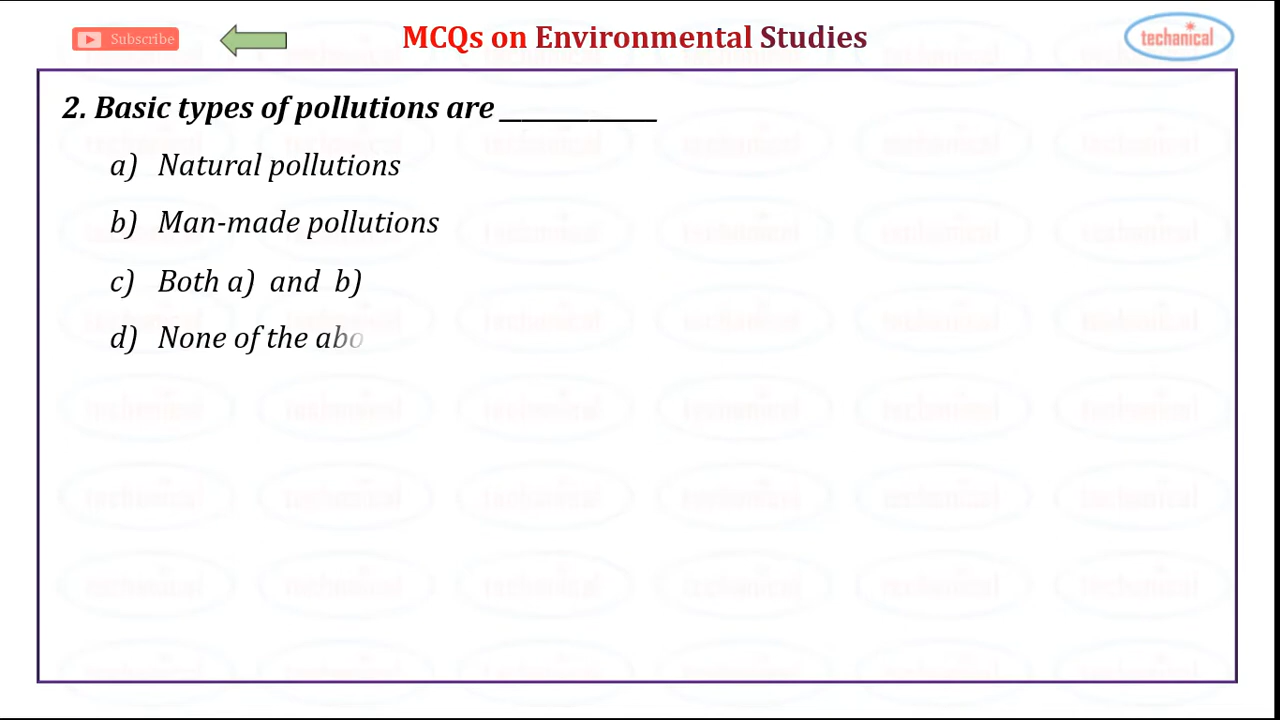 Subscribe
MCQs on Environmental Studies
techanical
2. Basic types of pollutions are ___________
a) Natural pollutions
b) Man-made pollutions
c) Both a) and b)
d) None of the abo